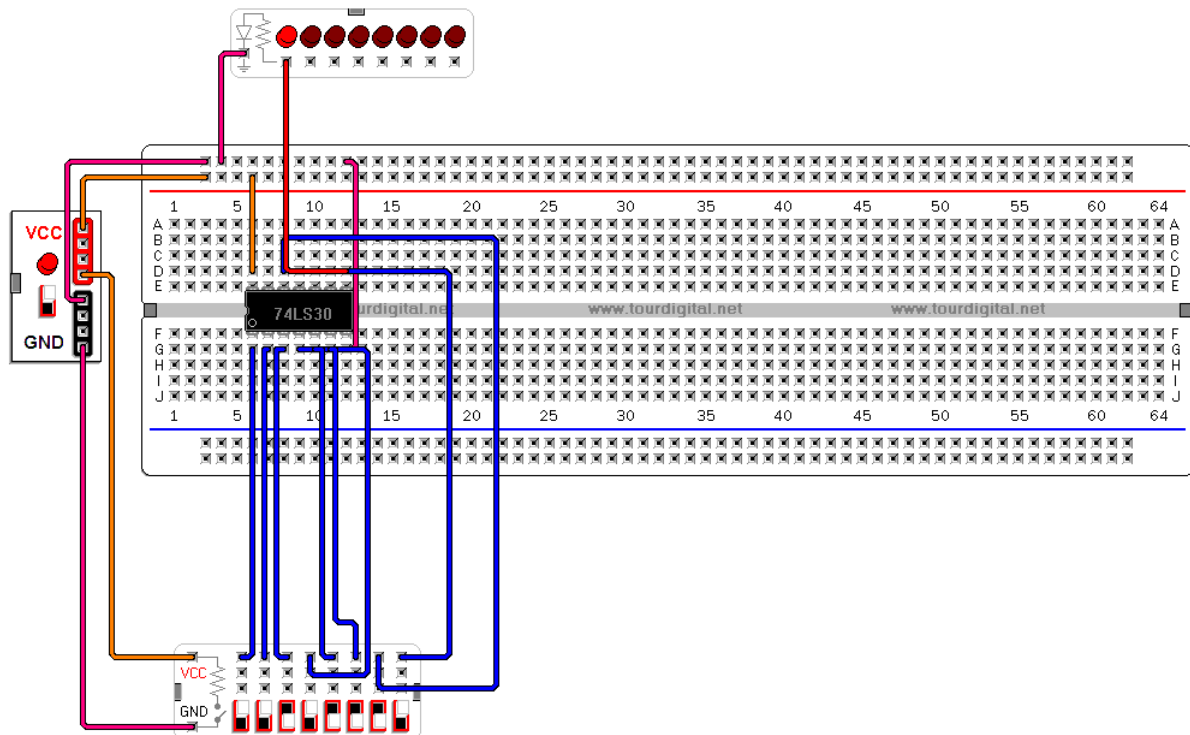 1 5 10 15 20 25 30 35 40 45 50 55 60 64
A A
B B
C C
D D
E E
VCC
GND
74LS30
urdigital.net www.tourdigital.net www.tourdigital.net
F F
G G
H H
I I
J J
1 5 10 15 20 25 30 35 40 45 50 55 60 64
VCC
GND